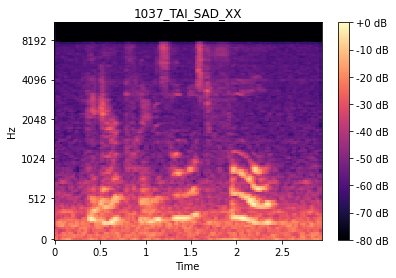 1037_TAI_SAD_XX
+0 dB
8192
-10 dB
4096
-20 dB
-30 dB
2048
Hz
-40 dB
1024
-50 dB
512
-60 dB
-70 dB
0
-80 dB
0 0.5 1 1.5 2 2.5
Time